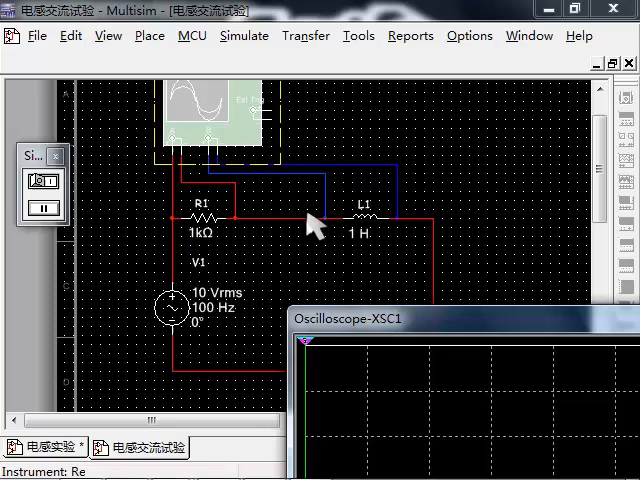 电感交流试验 - Multisim - [电感交流试验]
File Edit View Place MCU Simulate Transfer Tools Reports Options Window Help
A
Ext Trig
A B
Si...
R1
1kΩ
L1
1 H
V1
C
10 Vrms
100 Hz
0°
Oscilloscope-XSC1
D
电感实验 * 电感交流试验
Instrument: Re